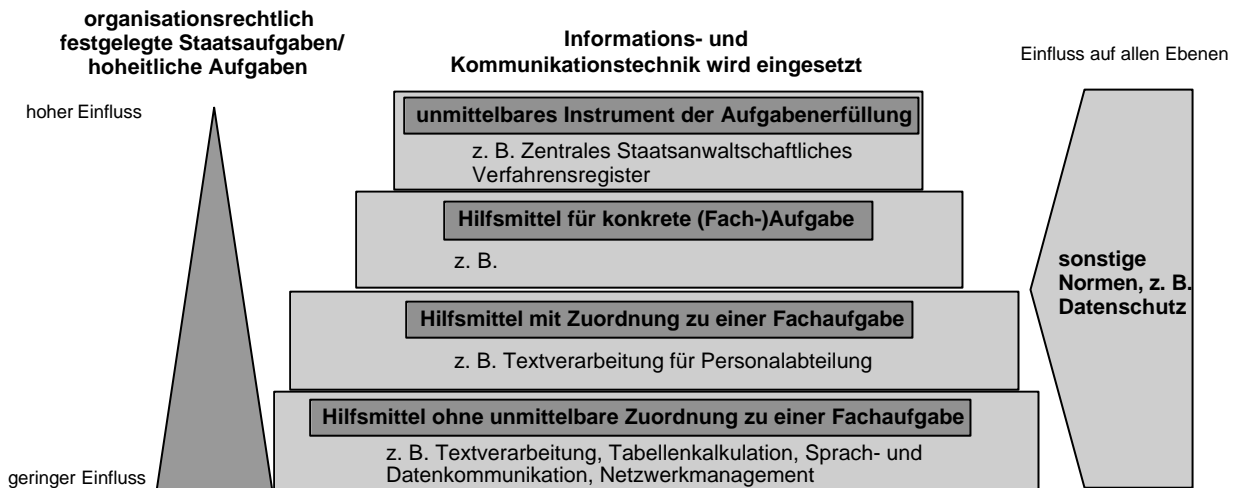 organisationsrechtlich
festgelegte Staatsaufgaben/
hoheitliche Aufgaben
Informations- und
Kommunikationstechnik wird eingesetzt
Einfluss auf allen Ebenen
hoher Einfluss
unmittelbares Instrument der Aufgabenerfüllung
z. B. Zentrales Staatsanwaltschaftliches
Verfahrensregister
Hilfsmittel für konkrete (Fach-)Aufgabe
z. B.
sonstige
Normen, z. B.
Datenschutz
Hilfsmittel mit Zuordnung zu einer Fachaufgabe
z. B. Textverarbeitung für Personalabteilung
Hilfsmittel ohne unmittelbare Zuordnung zu einer Fachaufgabe
z. B. Textverarbeitung, Tabellenkalkulation, Sprach- und
Datenkommunikation, Netzwerkmanagement
geringer Einfluss